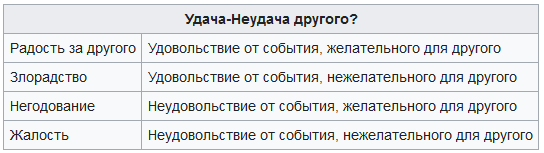 Удача-Неудача другого?
Радость за другого Удовольствие от события, желательного для другого
Злорадство Удовольствие от события, нежелательного для другого
Негодование Неудовольствие от события, желательного для другого
Жалость Неудовольствие от события, нежелательного для другого